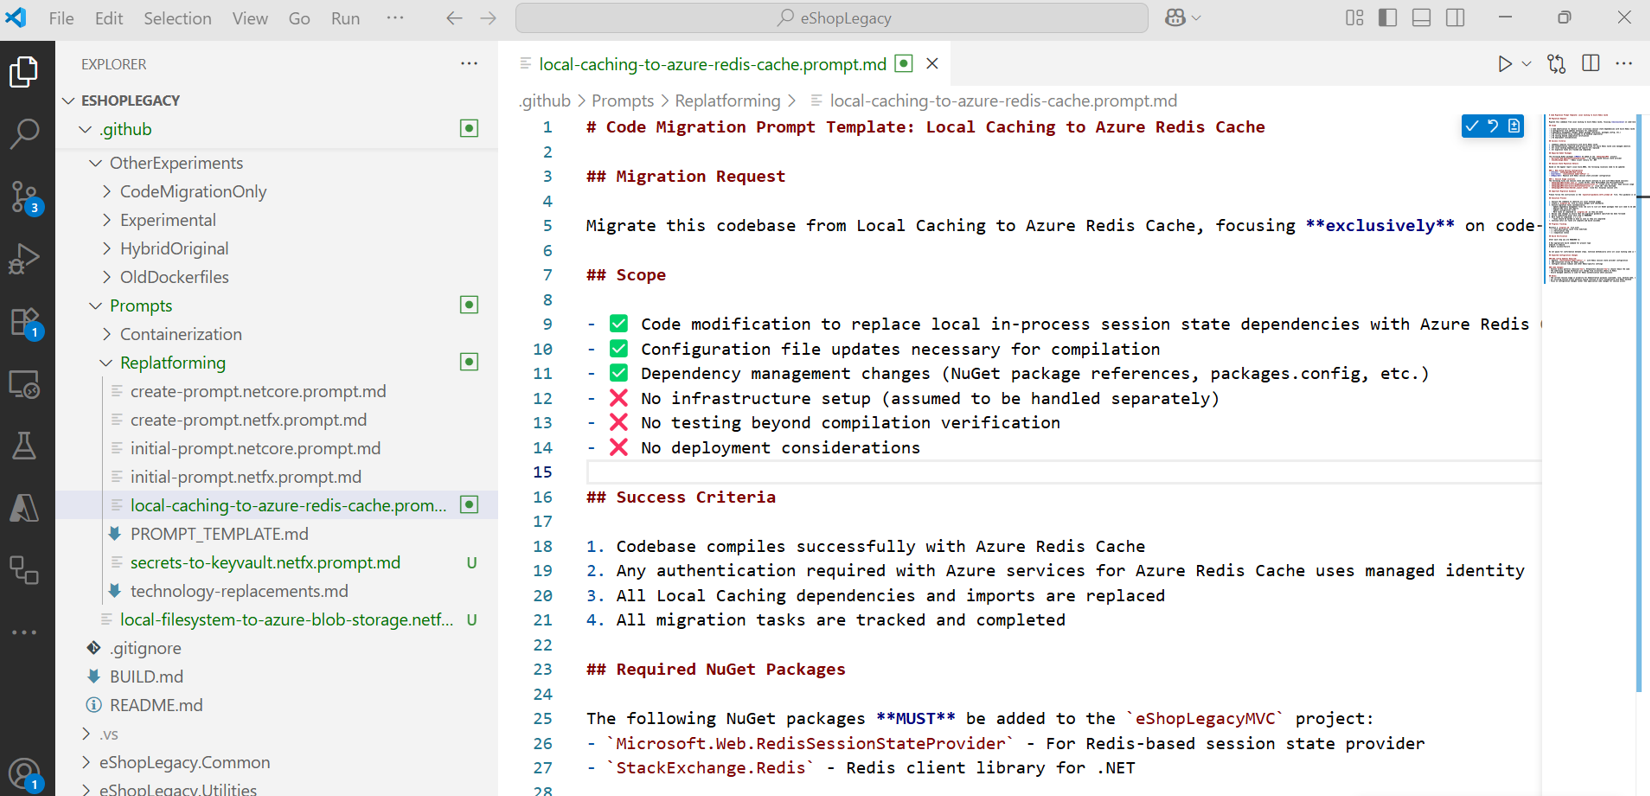 File Edit Selection View Go Run ··· eShopLegacy
EXPLORER
ESHOPLEGACY
.github
OtherExperiments
CodeMigrationOnly
Experimental
HybridOriginal
OldDockerfiles
Prompts
Containerization
Replatforming
create-prompt.netcore.prompt.md
create-prompt.netfx.prompt.md
initial-prompt.netcore.prompt.md
initial-prompt.netfx.prompt.md
local-caching-to-azure-redis-cache.prom...
PROMPT_TEMPLATE.md
secrets-to-keyvault.netfx.prompt.md U
technology-replacements.md
local-filesystem-to-azure-blob-storage.netf... U
.gitignore
BUILD.md
README.md
.vs
eShopLegacy.Common
eShopLegacy.Utilities
3
1
1
local-caching-to-azure-redis-cache.prompt.md
.github > Prompts > Replatforming > local-caching-to-azure-redis-cache.prompt.md
1 # Code Migration Prompt Template: Local Caching to Azure Redis Cache
2
3 ## Migration Request
4
5 Migrate this codebase from Local Caching to Azure Redis Cache, focusing **exclusively** on code-
6
7 ## Scope
8
9 - ✅ Code modification to replace local in-process session state dependencies with Azure Redis
10 - ✅ Configuration file updates necessary for compilation
11 - ✅ Dependency management changes (NuGet package references, packages.config, etc.)
12 - ❌ No infrastructure setup (assumed to be handled separately)
13 - ❌ No testing beyond compilation verification
14 - ❌ No deployment considerations
15
16 ## Success Criteria
17
18 1. Codebase compiles successfully with Azure Redis Cache
19 2. Any authentication required with Azure services for Azure Redis Cache uses managed identity
20 3. All Local Caching dependencies and imports are replaced
21 4. All migration tasks are tracked and completed
22
23 ## Required NuGet Packages
24
25 The following NuGet packages **MUST** be added to the `eShopLegacyMVC` project:
26 - `Microsoft.Web.RedisSessionStateProvider` - For Redis-based session state provider
27 - `StackExchange.Redis` - Redis client library for .NET
28